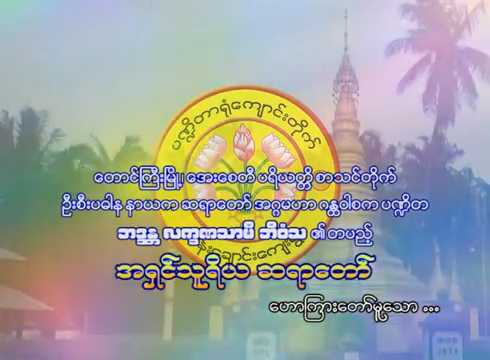 ပဏ္ဍိတာရုံကျောင်းတိုက်
တောင်ကြီးမြို့၊ အေးစေတီ ပရိယတ္တိ စာသင်တိုက်
ဦးစီးပဓါန နာယက ဆရာတော် အဂ္ဂမဟာ ဂန္ထဝါစက ပဏ္ဍိတ
ဘဒ္ဒန္တ လက္ခဏသာမိ ဘိဝံသ ၏ တပည့်
အရှင်သူရိယ ဆရာတော်
ဟောကြားတော်မူသော ...